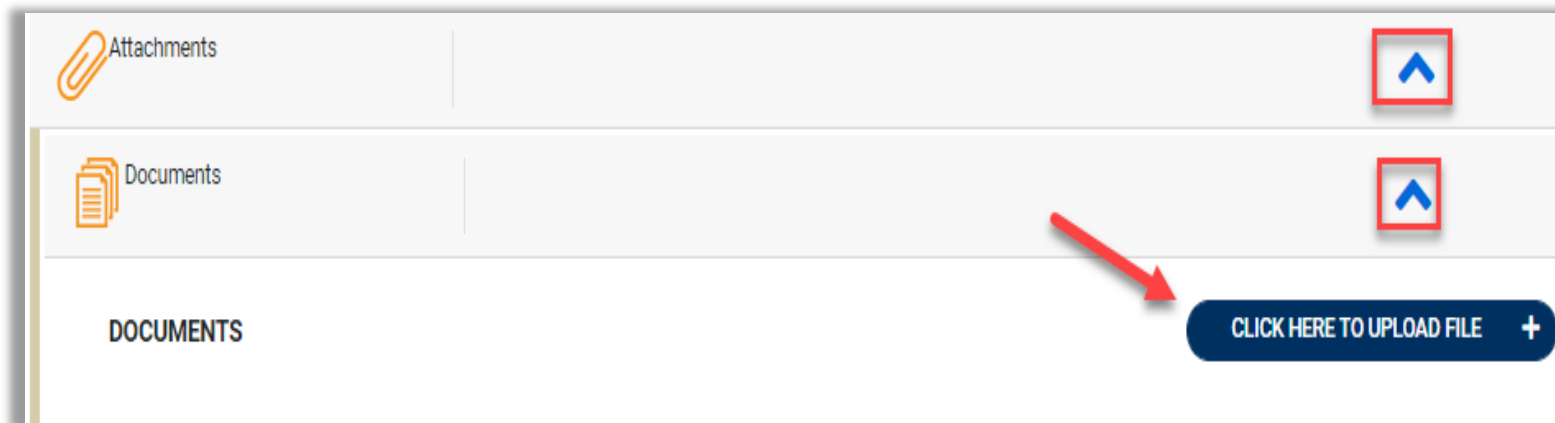 Attachments
Documents
DOCUMENTS
CLICK HERE TO UPLOAD FILE +